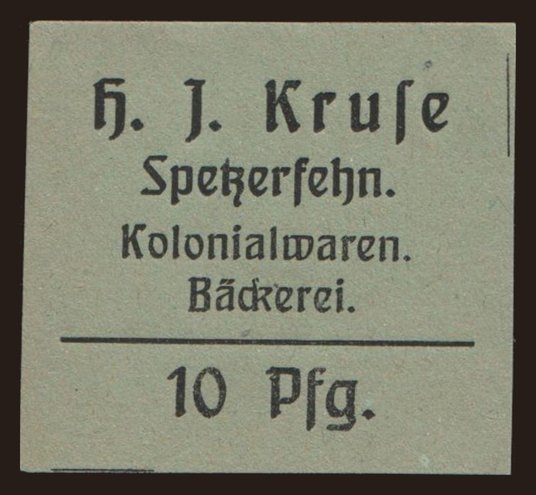 H. J. Kruſe
Spetzerfehn.
Kolonialwaren.
Bäckerei.
10 Pfg.